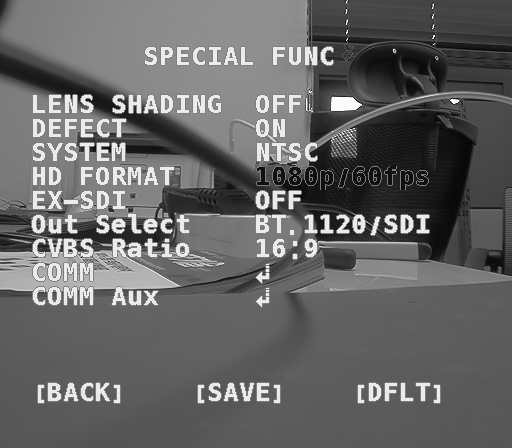 SPECIAL FUNC
LENS SHADING OFF
DEFECT ON
SYSTEM NTSC
HD FORMAT 1080p/60fps
EX-SDI OFF
Out Select BT.1120/SDI
CVBS Ratio 16:9
COMM ↲
COMM Aux ↲
[BACK] [SAVE] [DFLT]